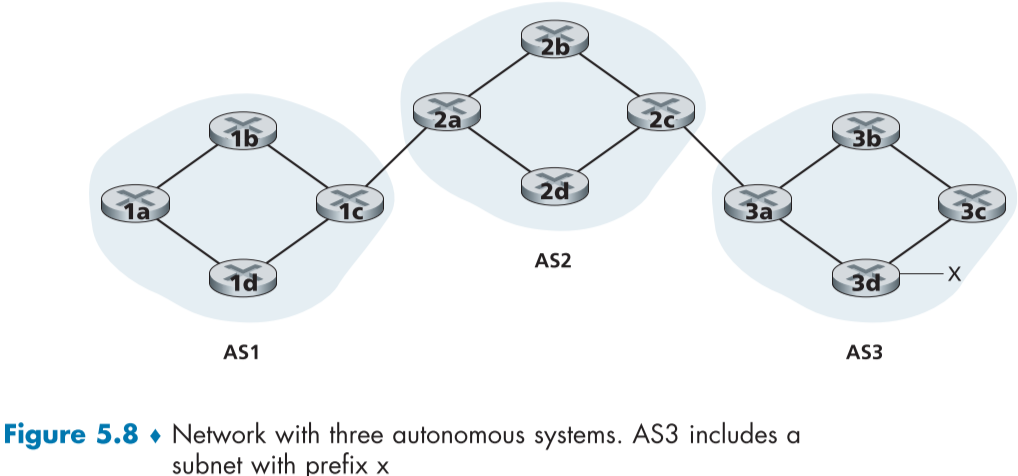 2b
2a
2c
2d
AS2
1b
1a
1c
1d
AS1
3b
3a
3c
3d
X
AS3
Figure 5.8 ♦ Network with three autonomous systems. AS3 includes a
subnet with prefix x